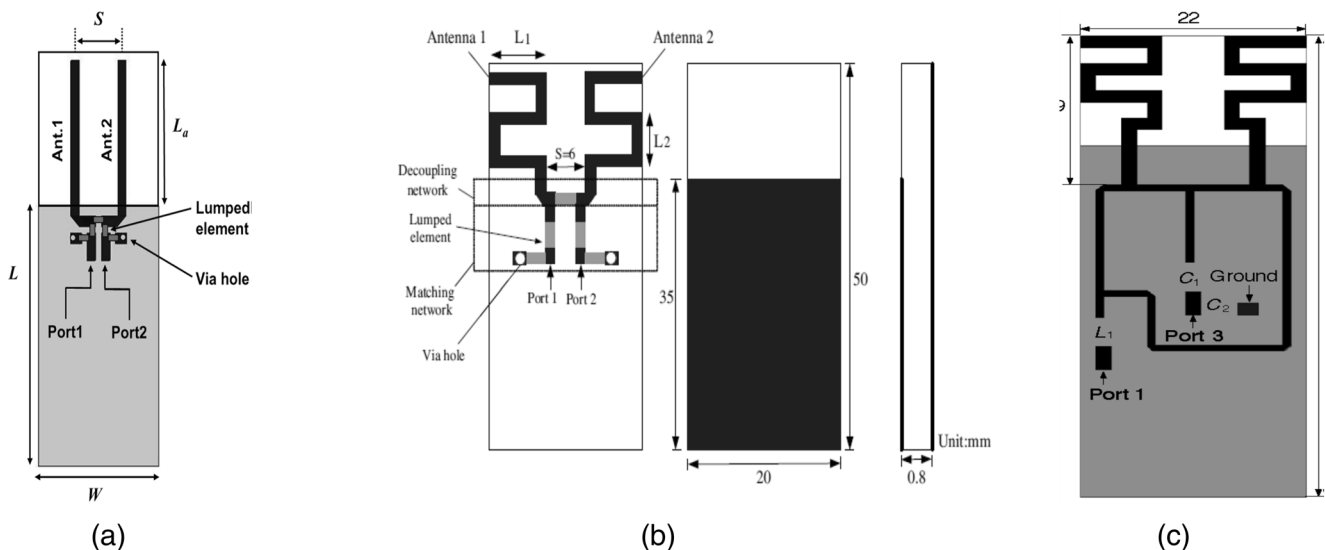 S
Ant.1
Ant.2
La
Lumped
element
Via hole
L
Port1
Port2
W
(a)
Antenna 1
L1
Antenna 2
L2
S=6
Decoupling
network
Lumped
element
Matching
network
Port 1
Port 2
Via hole
35
50
20
Unit:mm
0.8
(b)
22
9
C1
Ground
C2
Port 3
L1
Port 1
(c)